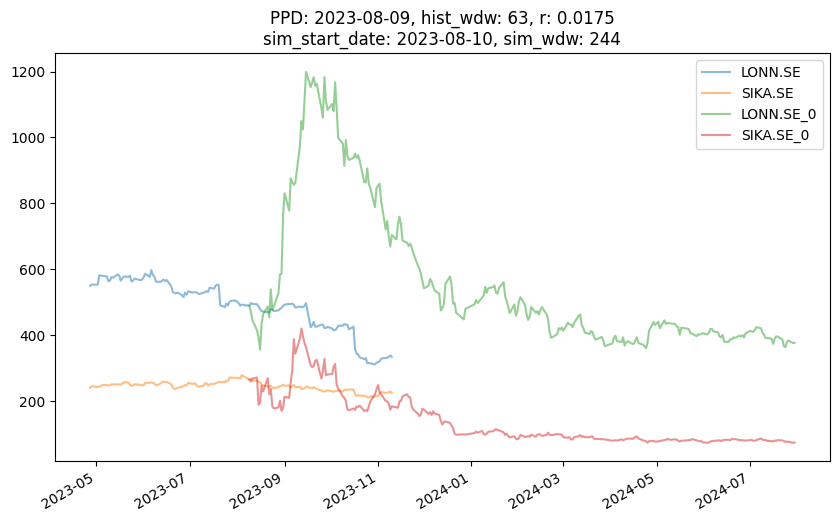 PPD: 2023-08-09, hist_wdw: 63, r: 0.0175
sim_start_date: 2023-08-10, sim_wdw: 244
LONN.SE
SIKA.SE
LONN.SE_0
SIKA.SE_0
1200
1000
800
600
400
200
2023-05
2023-07
2023-09
2023-11
2024-01
2024-03
2024-05
2024-07